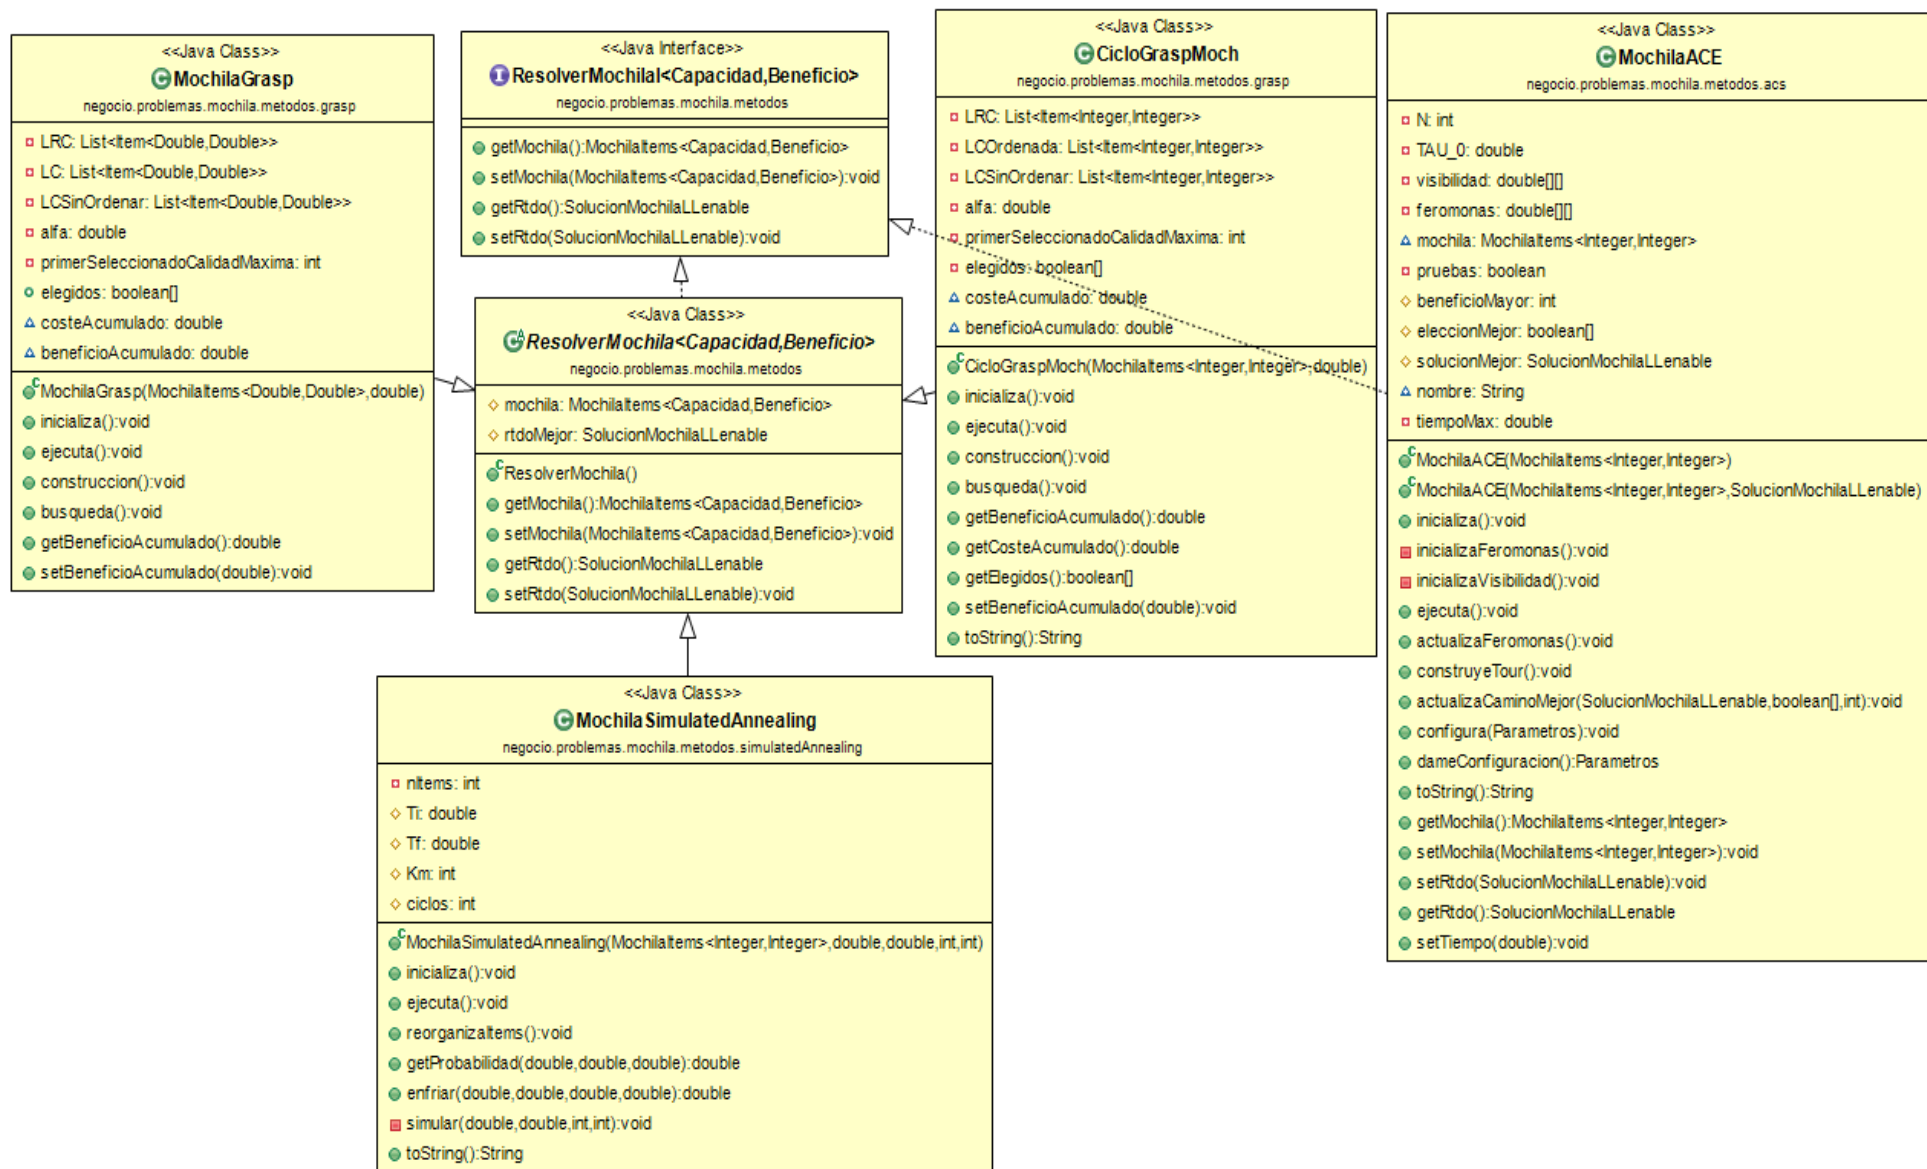 <<Java Class>>
MochilaGrasp
negocio.problemas.mochila.metodos.grasp
LRC: List<Item<Double,Double>>
LC: List<Item<Double,Double>>
LCSinOrdenar: List<Item<Double,Double>>
alfa: double
primerSeleccionadoCalidadMaxima: int
elegidos: boolean[]
costeAcumulado: double
beneficioAcumulado: double
MochilaGrasp(MochilaItems<Double,Double>,double)
inicializa():void
ejecuta():void
construccion():void
busqueda():void
getBeneficioAcumulado():double
setBeneficioAcumulado(double):void
<<Java Interface>>
ResolverMochilaI<Capacidad,Beneficio>
negocio.problemas.mochila.metodos
getMochila():MochilaItems<Capacidad,Beneficio>
setMochila(MochilaItems<Capacidad,Beneficio>):void
getRtdo():SolucionMochilaLLenable
setRtdo(SolucionMochilaLLenable):void
<<Java Class>>
ResolverMochila<Capacidad,Beneficio>
negocio.problemas.mochila.metodos
mochila: MochilaItems<Capacidad,Beneficio>
rtdoMejor: SolucionMochilaLLenable
ResolverMochila()
getMochila():MochilaItems<Capacidad,Beneficio>
setMochila(MochilaItems<Capacidad,Beneficio>):void
getRtdo():SolucionMochilaLLenable
setRtdo(SolucionMochilaLLenable):void
<<Java Class>>
CicloGraspMoch
negocio.problemas.mochila.metodos.grasp
LRC: List<Item<Integer,Integer>>
LCOrdenada: List<Item<Integer,Integer>>
LCSinOrdenar: List<Item<Integer,Integer>>
alfa: double
primerSeleccionadoCalidadMaxima: int
elegidos: boolean[]
costeAcumulado: double
beneficioAcumulado: double
CicloGraspMoch(MochilaItems<Integer,Integer>,double)
inicializa():void
ejecuta():void
construccion():void
busqueda():void
getBeneficioAcumulado():double
getCosteAcumulado():double
getElegidos():boolean[]
setBeneficioAcumulado(double):void
toString():String
<<Java Class>>
MochilaACE
negocio.problemas.mochila.metodos.acs
N: int
TAU_0: double
visibilidad: double[][]
feromonas: double[][]
mochila: MochilaItems<Integer,Integer>
pruebas: boolean
beneficioMayor: int
eleccionMejor: boolean[]
solucionMejor: SolucionMochilaLLenable
nombre: String
tiempoMax: double
MochilaACE(MochilaItems<Integer,Integer>)
MochilaACE(MochilaItems<Integer,Integer>,SolucionMochilaLLenable)
inicializa():void
inicializaFeromonas():void
inicializaVisibilidad():void
ejecuta():void
actualizaFeromonas():void
construyeTour():void
actualizaCaminoMejor(SolucionMochilaLLenable,boolean[],int):void
configura(Parametros):void
dameConfiguracion():Parametros
toString():String
getMochila():MochilaItems<Integer,Integer>
setMochila(MochilaItems<Integer,Integer>):void
setRtdo(SolucionMochilaLLenable):void
getRtdo():SolucionMochilaLLenable
setTiempo(double):void
<<Java Class>>
MochilaSimulatedAnnealing
negocio.problemas.mochila.metodos.simulatedAnnealing
nItems: int
Ti: double
Tf: double
Km: int
ciclos: int
MochilaSimulatedAnnealing(MochilaItems<Integer,Integer>,double,double,int,int)
inicializa():void
ejecuta():void
reorganizaItems():void
getProbabilidad(double,double,double):double
enfriar(double,double,double,double):double
simular(double,double,int,int):void
toString():String